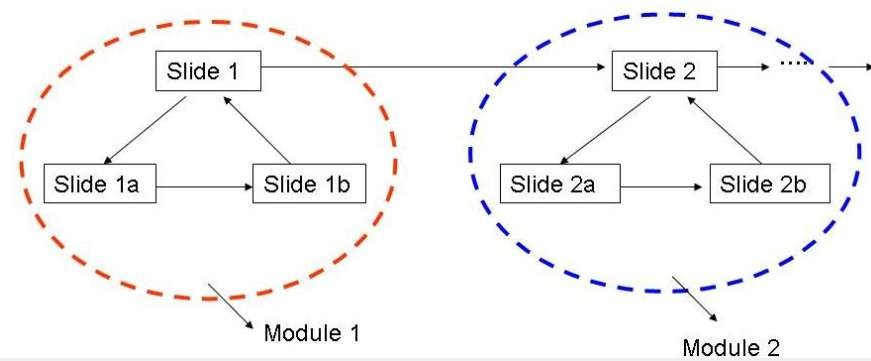 Slide 1
Slide 2
.....
Slide 1a
Slide 1b
Slide 2a
Slide 2b
Module 1
Module 2